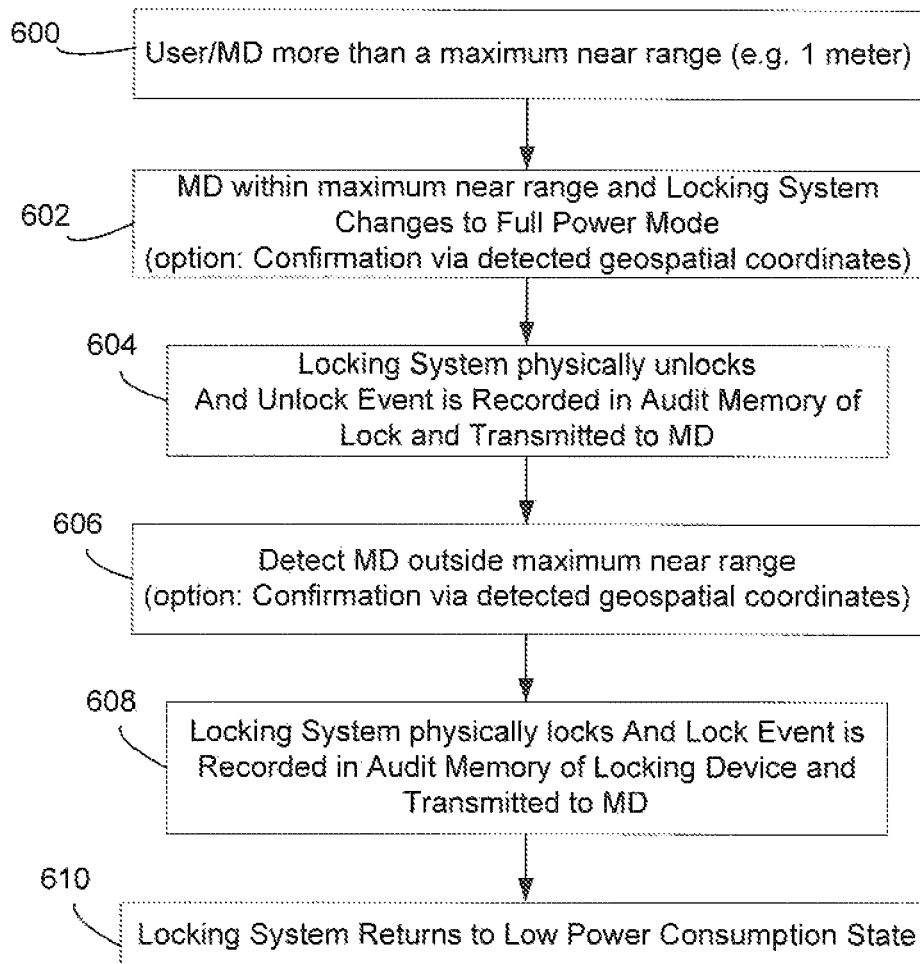 600
User/MD more than a maximum near range (e.g. 1 meter)
602
MD within maximum near range and Locking System
Changes to Full Power Mode
(option: Confirmation via detected geospatial coordinates)
604
Locking System physically unlocks
And Unlock Event is Recorded in Audit Memory of
Lock and Transmitted to MD
606
Detect MD outside maximum near range
(option: Confirmation via detected geospatial coordinates)
608
Locking System physically locks And Lock Event is
Recorded in Audit Memory of Locking Device and
Transmitted to MD
610
Locking System Returns to Low Power Consumption State